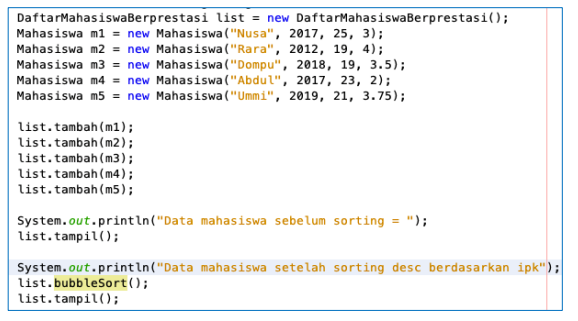 DaftarMahasiswaBerprestasi list = new DaftarMahasiswaBerprestasi();
Mahasiswa m1 = new Mahasiswa("Nusa", 2017, 25, 3);
Mahasiswa m2 = new Mahasiswa("Rara", 2012, 19, 4);
Mahasiswa m3 = new Mahasiswa("Dompu", 2018, 19, 3.5);
Mahasiswa m4 = new Mahasiswa("Abdul", 2017, 23, 2);
Mahasiswa m5 = new Mahasiswa("Ummi", 2019, 21, 3.75);
list.tambah(m1);
list.tambah(m2);
list.tambah(m3);
list.tambah(m4);
list.tambah(m5);
System.out.println("Data mahasiswa sebelum sorting = ");
list.tampil();
System.out.println("Data mahasiswa setelah sorting desc berdasarkan ipk");
list.bubbleSort();
list.tampil();